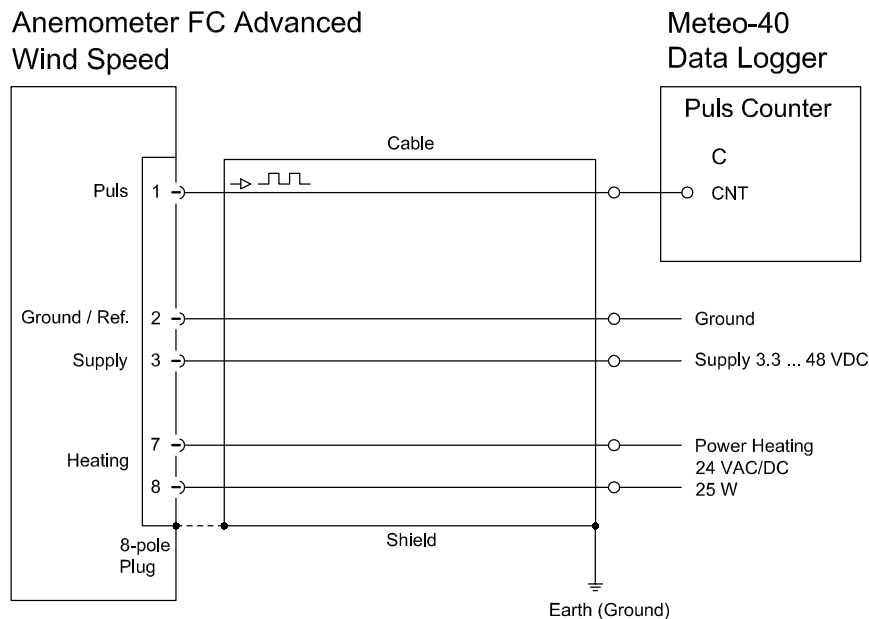 Anemometer FC Advanced
Wind Speed
Meteo-40
Data Logger
Puls Counter
Cable
C
Puls 1
CNT
Ground / Ref. 2
Ground
Supply 3
Supply 3.3 ... 48 VDC
7
Power Heating
Heating
24 VAC/DC
8
25 W
8-pole
Plug
Shield
Earth (Ground)